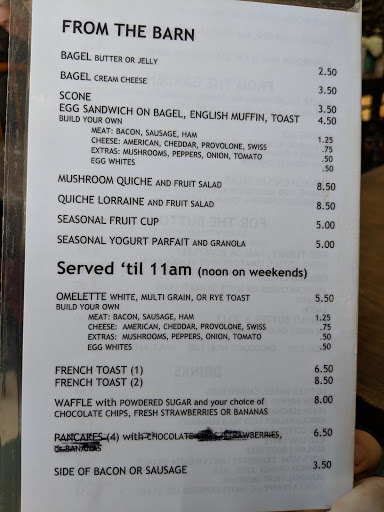 FROM THE BARN
BAGEL BUTTER OR JELLY 2.50
BAGEL CREAM CHEESE 3.50
SCONE 3.50
EGG SANDWICH ON BAGEL, ENGLISH MUFFIN, TOAST 4.50
BUILD YOUR OWN
MEAT: BACON, SAUSAGE, HAM 1.25
CHEESE: AMERICAN, CHEDDAR, PROVOLONE, SWISS .75
EXTRAS: MUSHROOMS, PEPPERS, ONION, TOMATO .50
EGG WHITES .50
MUSHROOM QUICHE AND FRUIT SALAD 8.50
QUICHE LORRAINE AND FRUIT SALAD 8.50
SEASONAL FRUIT CUP 5.00
SEASONAL YOGURT PARFAIT AND GRANOLA 5.00
Served ‘til 11am (noon on weekends)
OMELETTE WHITE, MULTI GRAIN, OR RYE TOAST 5.50
BUILD YOUR OWN
MEAT: BACON, SAUSAGE, HAM 1.25
CHEESE: AMERICAN, CHEDDAR, PROVOLONE, SWISS .75
EXTRAS: MUSHROOMS, PEPPERS, ONION, TOMATO .50
EGG WHITES .50
FRENCH TOAST (1) 6.50
FRENCH TOAST (2) 8.50
WAFFLE with POWDERED SUGAR and your choice of 8.00
CHOCOLATE CHIPS, FRESH STRAWBERRIES OR BANANAS
PANCAKES (4) with CHOCOLATE STRAWBERRIES, 6.50
OR BANANAS
SIDE OF BACON OR SAUSAGE 3.50